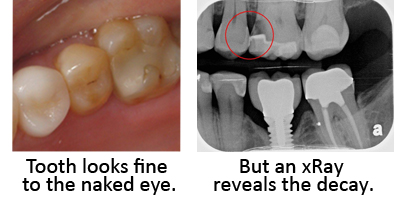 a
Tooth looks fine
to the naked eye.
But an xRay
reveals the decay.